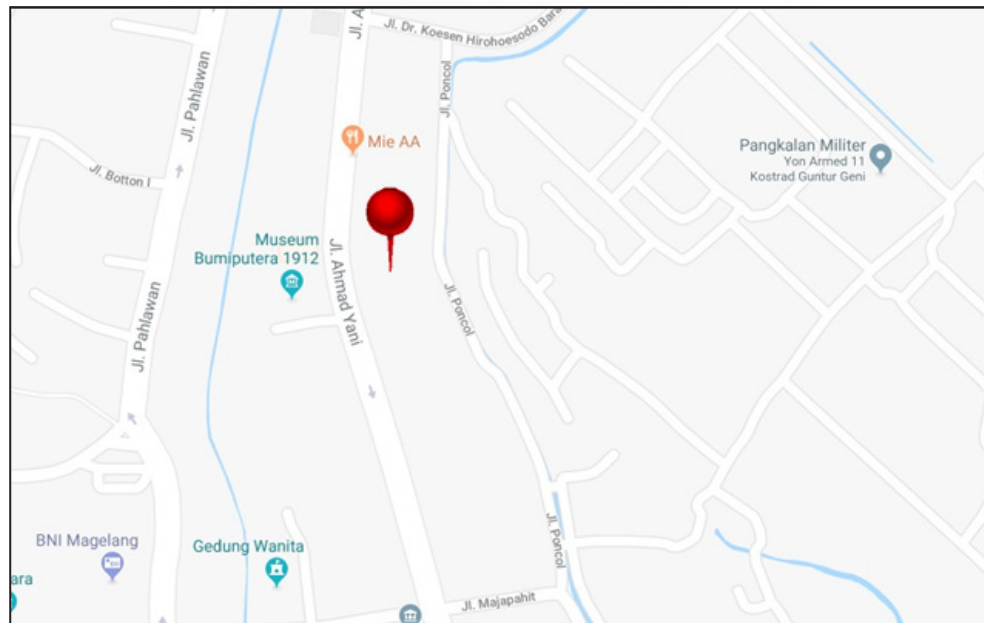 Jl. A
Jl. Dr. Koesen Hirohoesodo Bara
Jl. Pahlawan
Jl. Poncol
Mie AA
Pangkalan Militer
Yon Armed 11
Kostrad Guntur Geni
Jl. Botton I
Museum
Bumiputera 1912
Jl. Ahmad Yani
Jl. Pahlawan
Jl. Poncol
BNI Magelang
Gedung Wanita
Jl. Poncol
ara
Jl. Majapahit